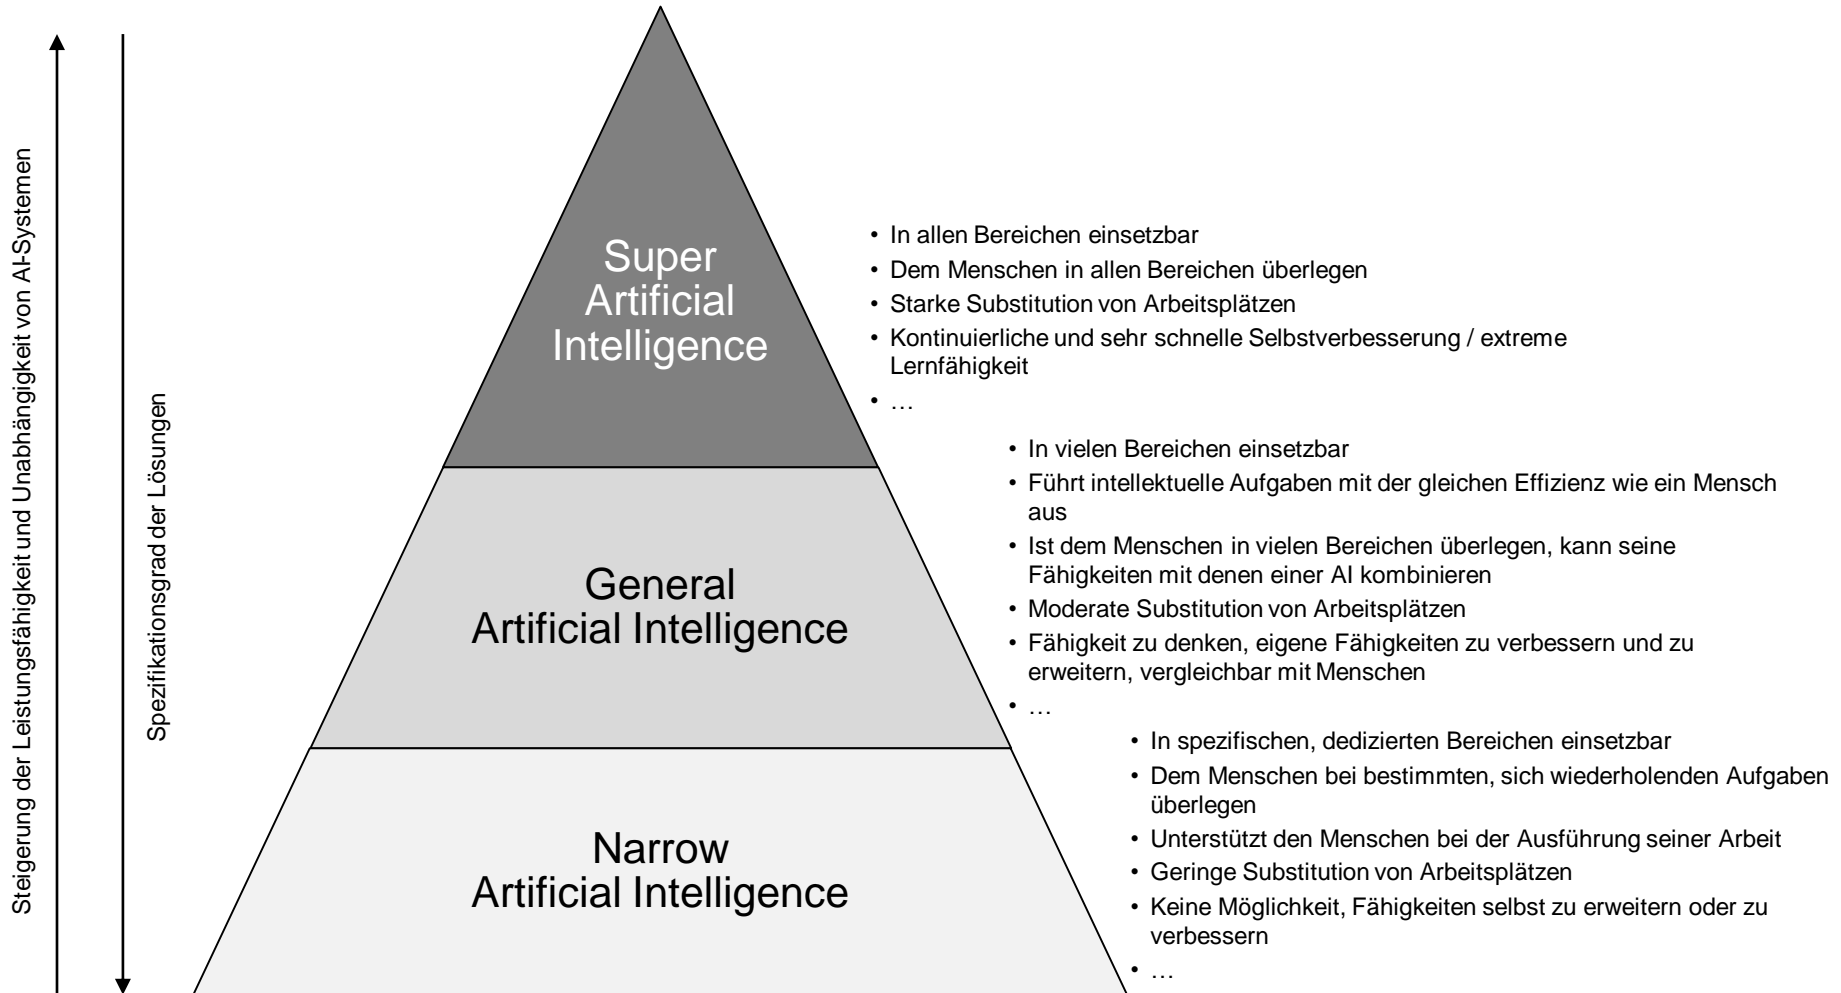 Steigerung der Leistungsfähigkeit und Unabhängigkeit von AI-Systemen
Spezifikationsgrad der Lösungen
Super
Artificial
Intelligence
• In allen Bereichen einsetzbar
• Dem Menschen in allen Bereichen überlegen
• Starke Substitution von Arbeitsplätzen
• Kontinuierliche und sehr schnelle Selbstverbesserung / extreme
Lernfähigkeit
• …
General
Artificial Intelligence
• In vielen Bereichen einsetzbar
• Führt intellektuelle Aufgaben mit der gleichen Effizienz wie ein Mensch
aus
• Ist dem Menschen in vielen Bereichen überlegen, kann seine
Fähigkeiten mit denen einer AI kombinieren
• Moderate Substitution von Arbeitsplätzen
• Fähigkeit zu denken, eigene Fähigkeiten zu verbessern und zu
erweitern, vergleichbar mit Menschen
• …
Narrow
Artificial Intelligence
• In spezifischen, dedizierten Bereichen einsetzbar
• Dem Menschen bei bestimmten, sich wiederholenden Aufgaben
überlegen
• Unterstützt den Menschen bei der Ausführung seiner Arbeit
• Geringe Substitution von Arbeitsplätzen
• Keine Möglichkeit, Fähigkeiten selbst zu erweitern oder zu
verbessern
• …